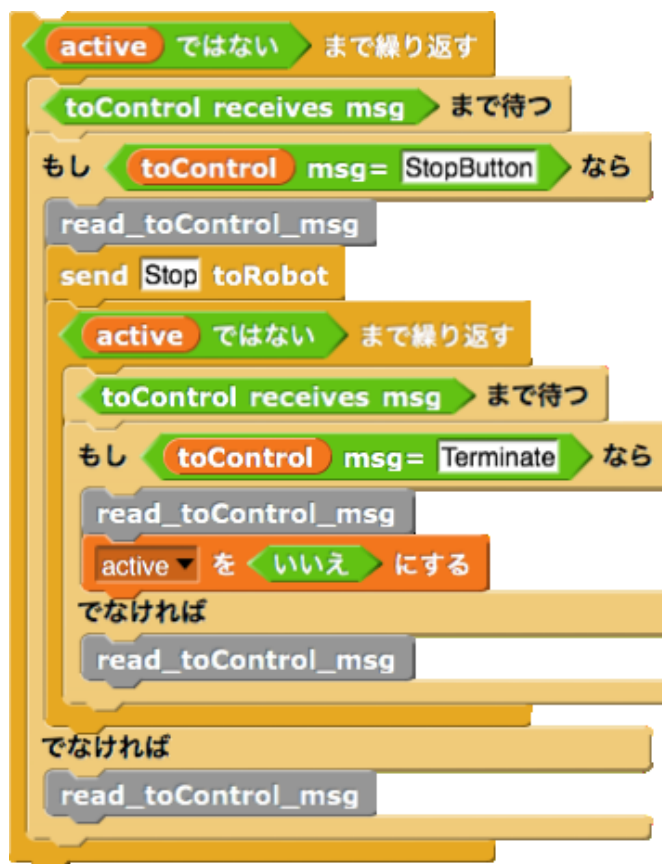 active ではない まで繰り返す
toControl receives msg まで待つ
もし toControl msg= StopButton なら
read_toControl_msg
send Stop toRobot
active ではない まで繰り返す
toControl receives msg まで待つ
もし toControl msg= Terminate なら
read_toControl_msg
active を いいえ にする
でなければ
read_toControl_msg
でなければ
read_toControl_msg